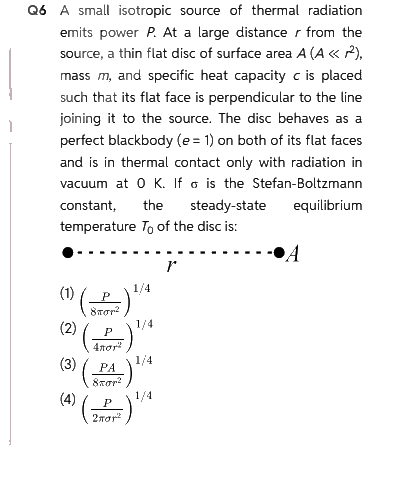 Q6 A small isotropic source of thermal radiation
emits power P. At a large distance r from the
source, a thin flat disc of surface area A (A ≪ r²),
mass m, and specific heat capacity c is placed
such that its flat face is perpendicular to the line
joining it to the source. The disc behaves as a
perfect blackbody (e = 1) on both of its flat faces
and is in thermal contact only with radiation in
vacuum at 0 K. If σ is the Stefan-Boltzmann
constant, the steady-state equilibrium
temperature T₀ of the disc is:
A
r
(1) (P/8πσr²)^1/4
(2) (P/4πσr²)^1/4
(3) (PA/8πσr²)^1/4
(4) (P/2πσr²)^1/4